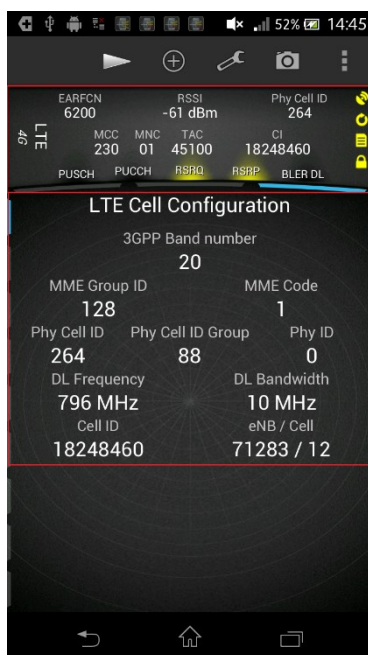 52% 14:45
EARFCN RSSI Phy Cell ID
6200 -61 dBm 264
4G LTE
MCC MNC TAC CI
230 01 45100 18248460
PUSCH PUCCH RSRQ RSRP BLER DL
LTE Cell Configuration
3GPP Band number
20
MME Group ID MME Code
128 1
Phy Cell ID Phy Cell ID Group Phy ID
264 88 0
DL Frequency DL Bandwidth
796 MHz 10 MHz
Cell ID eNB / Cell
18248460 71283 / 12